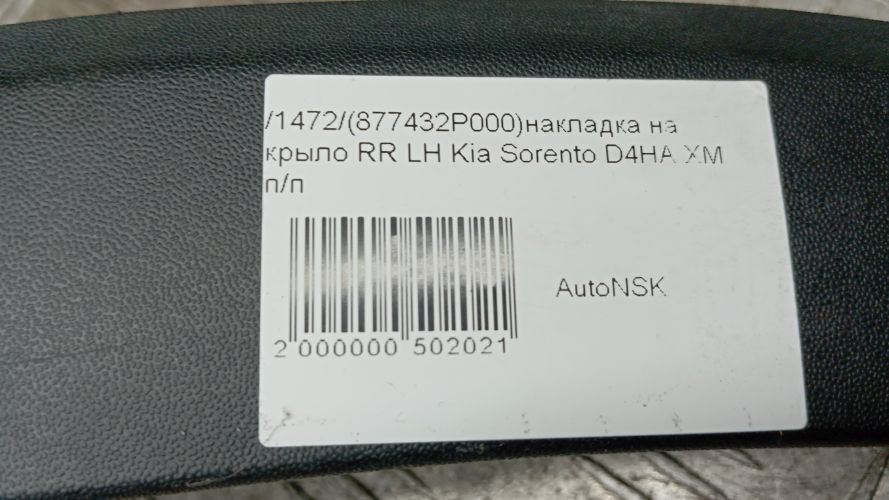 /1472/(877432P000)накладка на
крыло RR LH Kia Sorento D4HA XM
п/п
AutoNSK
2 000000 502021